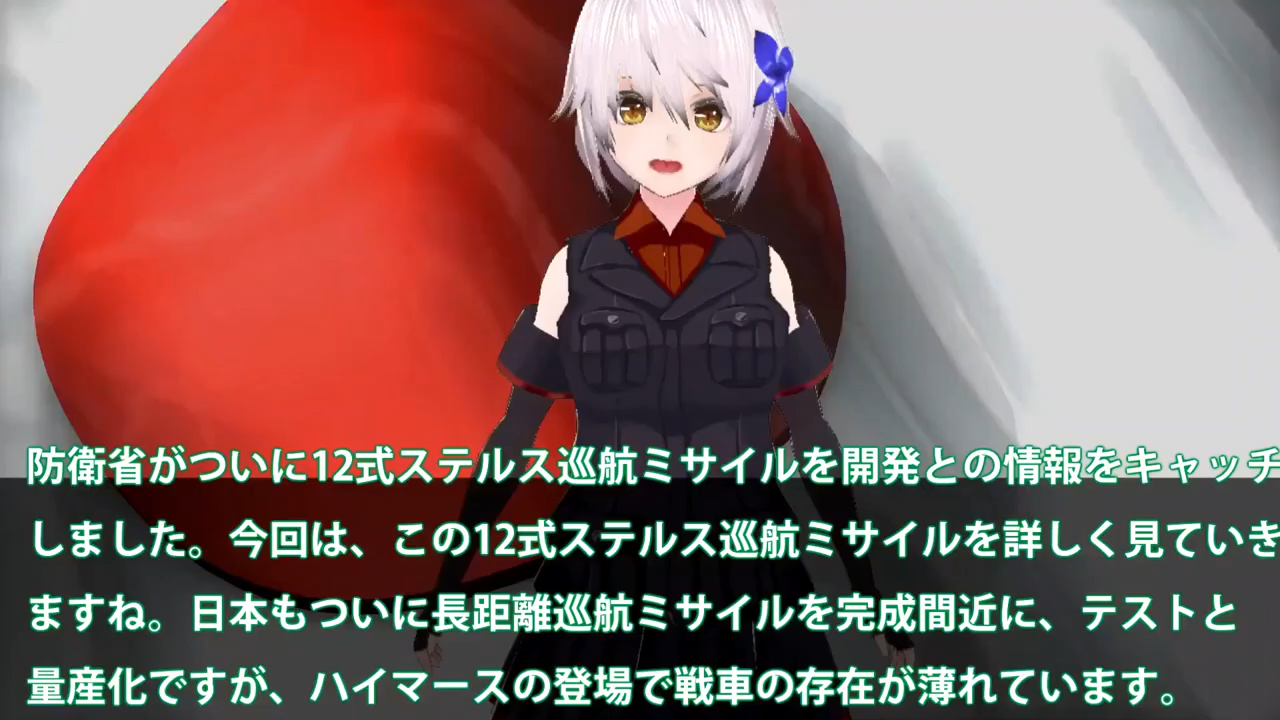 防衛省がついに12式ステルス巡航ミサイルを開発との情報をキャッチ
しました。今回は、この12式ステルス巡航ミサイルを詳しく見ていき
ますね。日本もついに長距離巡航ミサイルを完成間近に、テストと
量産化ですが、ハイマースの登場で戦車の存在が薄れています。